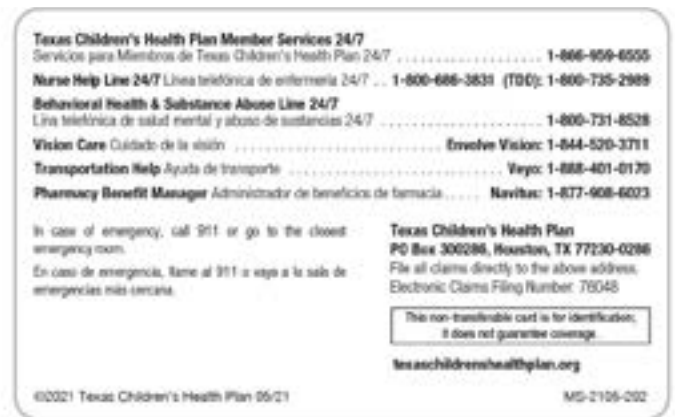 Texas Children's Health Plan Member Services 24/7
Servicios para Miembros de Texas Children's Health Plan 24/7 . . . . . . . . . . . . . . . . . . . 1-866-959-6555
Nurse Help Line 24/7 Línea telefónica de enfermería 24/7 . . 1-800-686-3831 (TDD): 1-800-735-2989
Behavioral Health & Substance Abuse Line 24/7
Lína telefónica de salud mental y abuso de sustancias 24/7 . . . . . . . . . . . . . . . . . . . . . 1-800-731-8528
Vision Care Cuidado de la visión . . . . . . . . . . . . . . . . . . . . . . . . . . . Envolve Vision: 1-844-520-3711
Transportation Help Ayuda de transporte . . . . . . . . . . . . . . . . . . . . . . . . . . . Veyo: 1-888-401-0170
Pharmacy Benefit Manager Administrador de beneficios de farmacia . . . . . Navitus: 1-877-908-6023
In case of emergency, call 911 or go to the closest
emergency room.
En caso de emergencia, llame al 911 o vaya a la sala de
emergencias más cercana.
Texas Children's Health Plan
PO Box 300286, Houston, TX 77230-0286
File all claims directly to the above address.
Electronic Claims Filing Number: 76048
This non-transferable card is for identification;
it does not guarantee coverage.
texaschildrenshealthplan.org
©2021 Texas Children's Health Plan 05/21
MS-2105-202